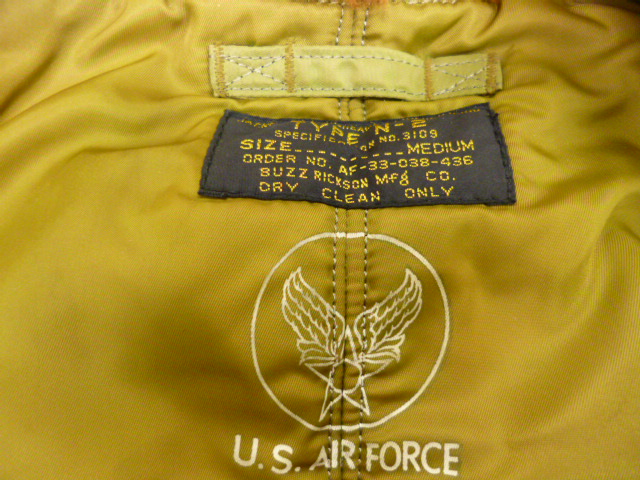 TYPE N-2
SPECIFICATION NO. 3109
SIZE MEDIUM
ORDER NO. AF-33-038-436
BUZZ RICKSON Mfg CO.
DRY CLEAN ONLY
U.S. AIR FORCE